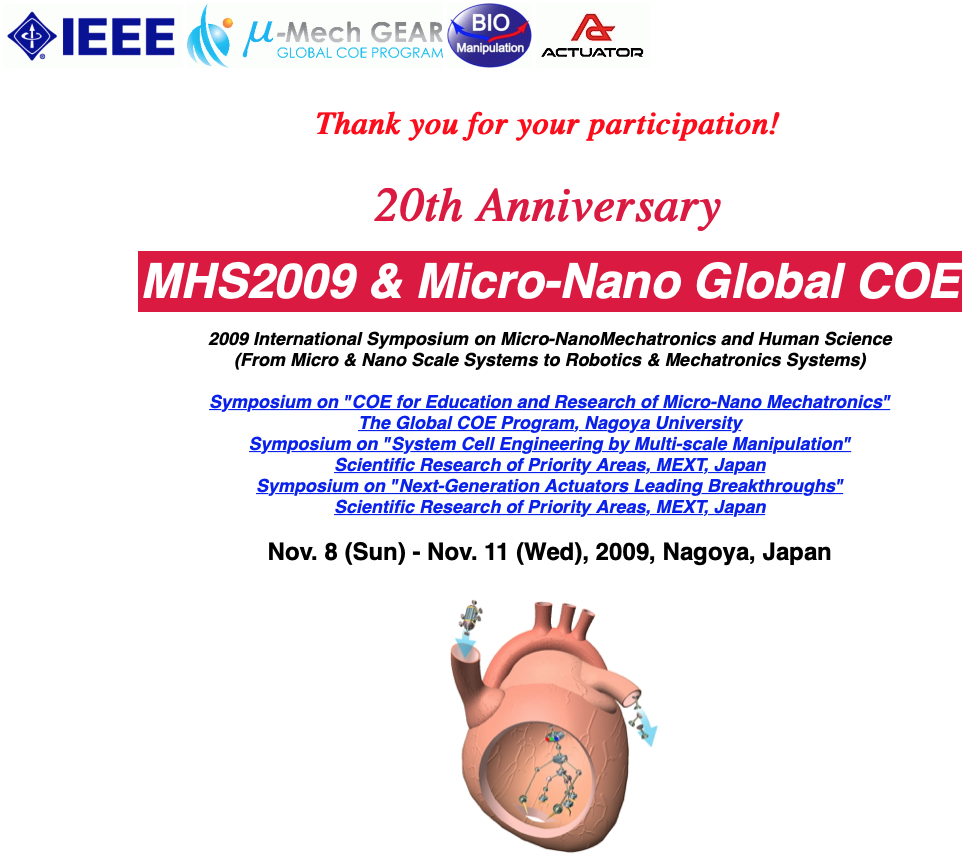 IEEE
μ-Mech GEAR
GLOBAL COE PROGRAM
BIO
Manipulation
ACTUATOR
Thank you for your participation!
20th Anniversary
MHS2009 & Micro-Nano Global COE
2009 International Symposium on Micro-NanoMechatronics and Human Science
(From Micro & Nano Scale Systems to Robotics & Mechatronics Systems)
Symposium on "COE for Education and Research of Micro-Nano Mechatronics"
The Global COE Program, Nagoya University
Symposium on "System Cell Engineering by Multi-scale Manipulation"
Scientific Research of Priority Areas, MEXT, Japan
Symposium on "Next-Generation Actuators Leading Breakthroughs"
Scientific Research of Priority Areas, MEXT, Japan
Nov. 8 (Sun) - Nov. 11 (Wed), 2009, Nagoya, Japan